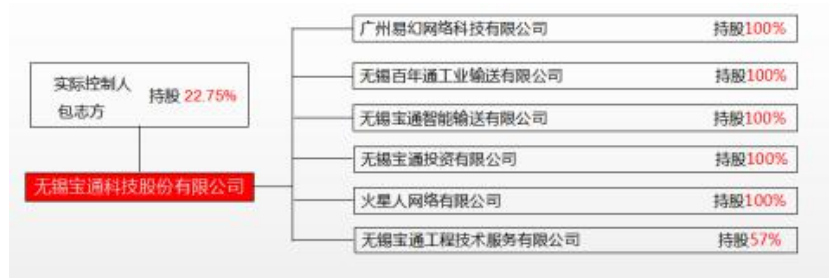 广州易幻网络科技有限公司 持股100%
无锡百年通工业输送有限公司 持股100%
实际控制人
包志方
持股 22.75%
无锡宝通智能输送有限公司 持股100%
无锡宝通投资有限公司 持股100%
无锡宝通科技股份有限公司
火星人网络有限公司 持股100%
无锡宝通工程技术服务有限公司 持股57%